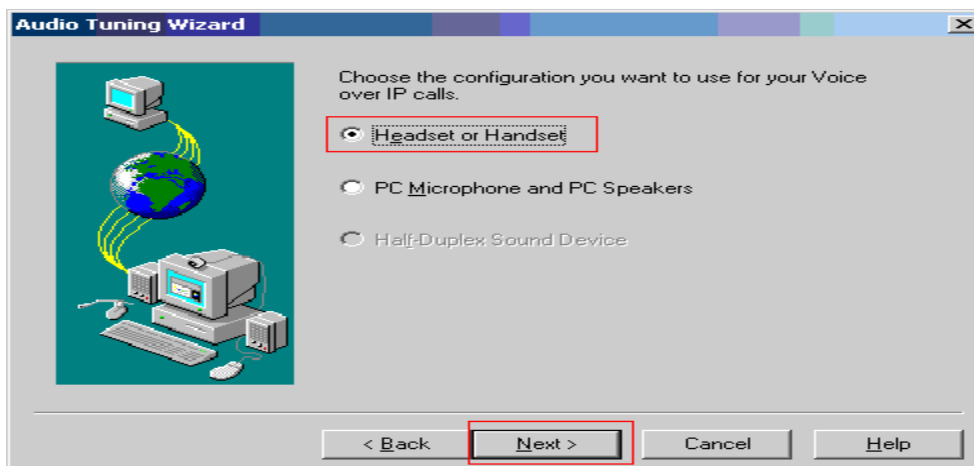 Audio Tuning Wizard
Choose the configuration you want to use for your Voice
over IP calls.
Headset or Handset
PC Microphone and PC Speakers
Half-Duplex Sound Device
< Back
Next >
Cancel
Help